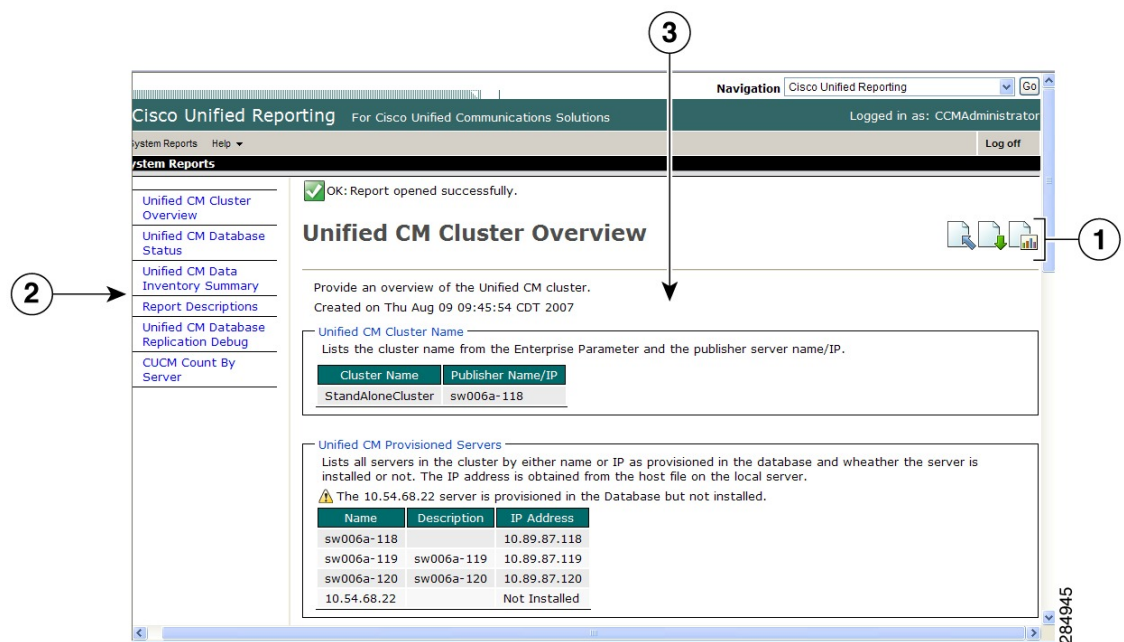 3
Navigation Cisco Unified Reporting Go
Cisco Unified Reporting For Cisco Unified Communications Solutions Logged in as: CCMAdministrator
System Reports Help Log off
ystem Reports
OK: Report opened successfully.
Unified CM Cluster
Overview
Unified CM Database
Status
Unified CM Data
Inventory Summary
Report Descriptions
Unified CM Database
Replication Debug
CUCM Count By
Server
Unified CM Cluster Overview
1
2
Provide an overview of the Unified CM cluster.
Created on Thu Aug 09 09:45:54 CDT 2007
Unified CM Cluster Name
Lists the cluster name from the Enterprise Parameter and the publisher server name/IP.
Cluster Name Publisher Name/IP
StandAloneCluster sw006a-118
Unified CM Provisioned Servers
Lists all servers in the cluster by either name or IP as provisioned in the database and wheather the server is
installed or not. The IP address is obtained from the host file on the local server.
The 10.54.68.22 server is provisioned in the Database but not installed.
Name Description IP Address
sw006a-118 10.89.87.118
sw006a-119 sw006a-119 10.89.87.119
sw006a-120 sw006a-120 10.89.87.120
10.54.68.22 Not Installed
284945